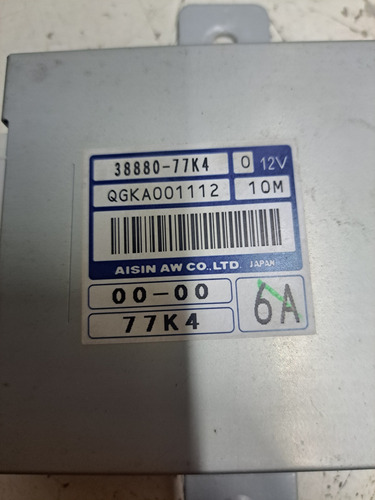 38880-77K4 0 12V
QGKA001112 10M
AISIN AW CO.,LTD. JAPAN
00-00
77K4
6A